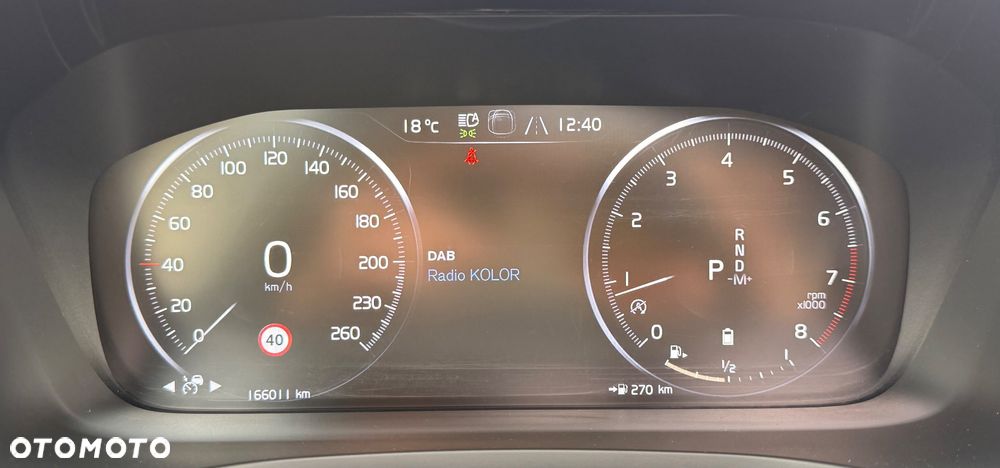 18°C
A
12:40
DAB
Radio KOLOR
0
20
40
60
80
100
120
140
160
180
200
230
260
0
km/h
40
166011 km
0
1
2
3
4
5
6
7
8
rpm
x1000
R
N
D
P -M+
A
1/2
1
270 km
OTOMOTO